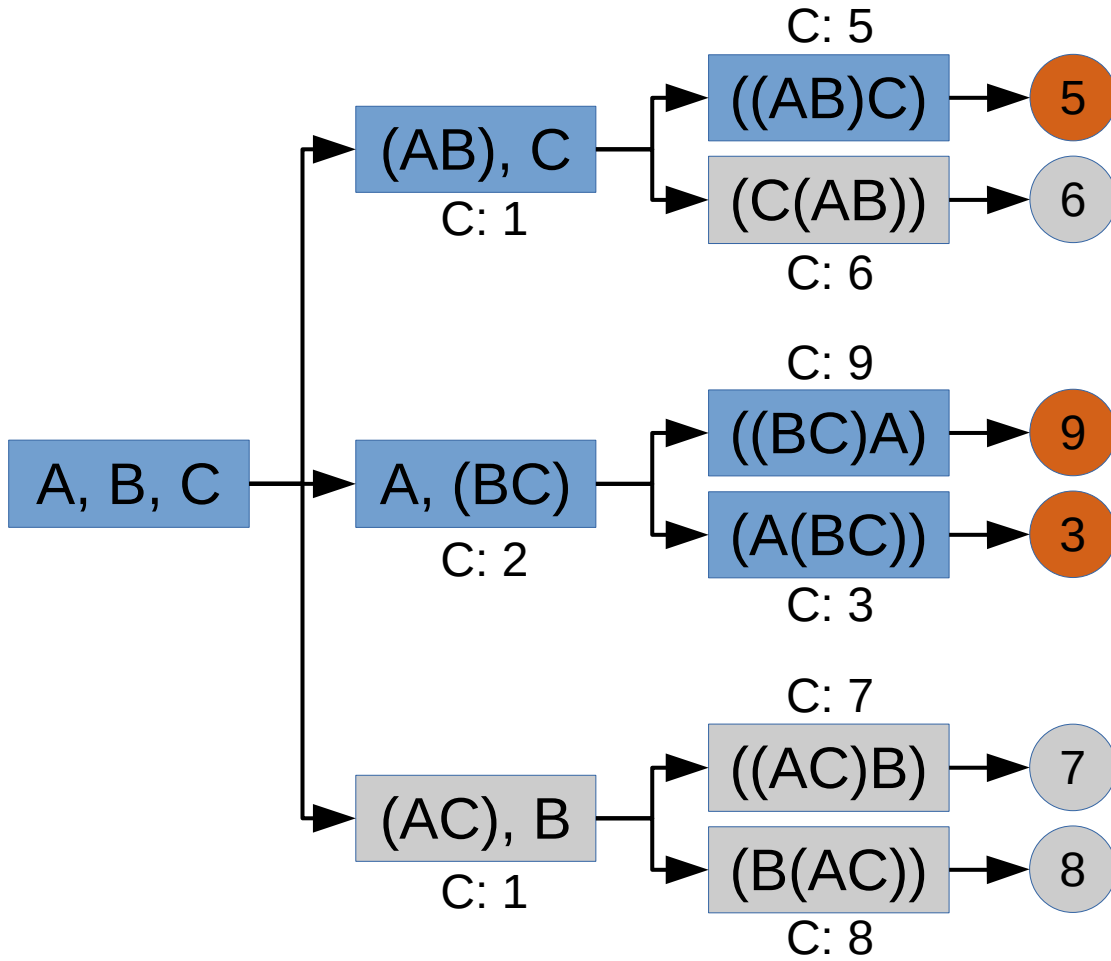 C: 5
((AB)C)
5
(AB), C
C: 1
(C(AB))
6
C: 6
C: 9
((BC)A)
9
A, B, C
A, (BC)
C: 2
(A(BC))
3
C: 3
C: 7
((AC)B)
7
(AC), B
C: 1
(B(AC))
8
C: 8